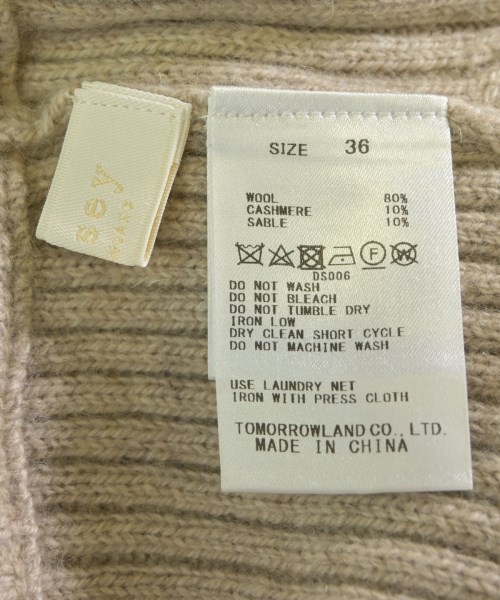 sey
SIZE 36
WOOL 80%
CASHMERE 10%
SABLE 10%
DS006
DO NOT WASH
DO NOT BLEACH
DO NOT TUMBLE DRY
IRON LOW
DRY CLEAN SHORT CYCLE
DO NOT MACHINE WASH
USE LAUNDRY NET
IRON WITH PRESS CLOTH
TOMORROWLAND CO., LTD.
MADE IN CHINA